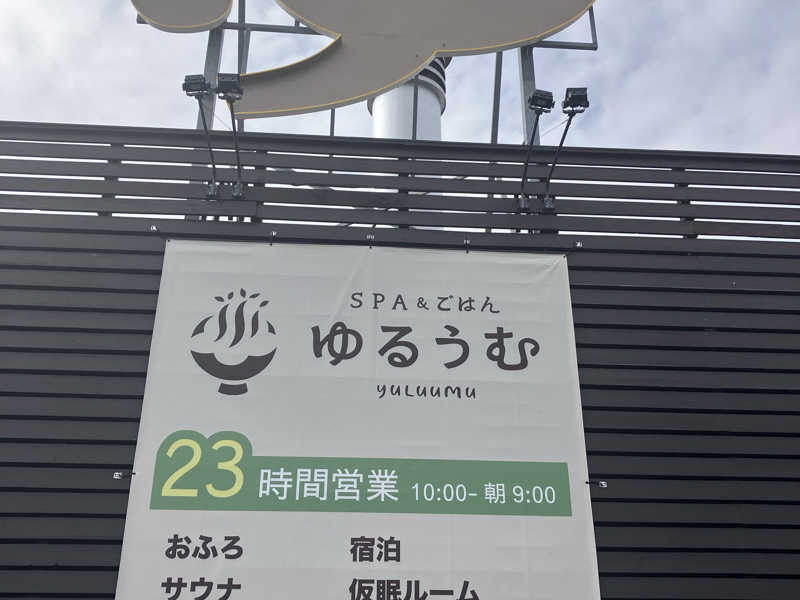 SPA&ごはん
ゆるうむ
yuluumu
23時間営業 10:00-朝9:00
おふろ 宿泊
サウナ 仮眠ルーム